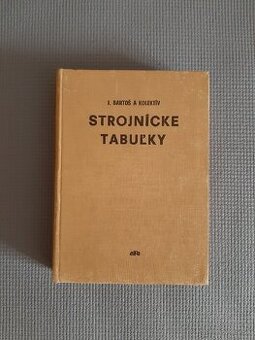 J. BARTOŠ A KOLEKTÍV
STROJNÍCKE
TABUĽKY
alfa